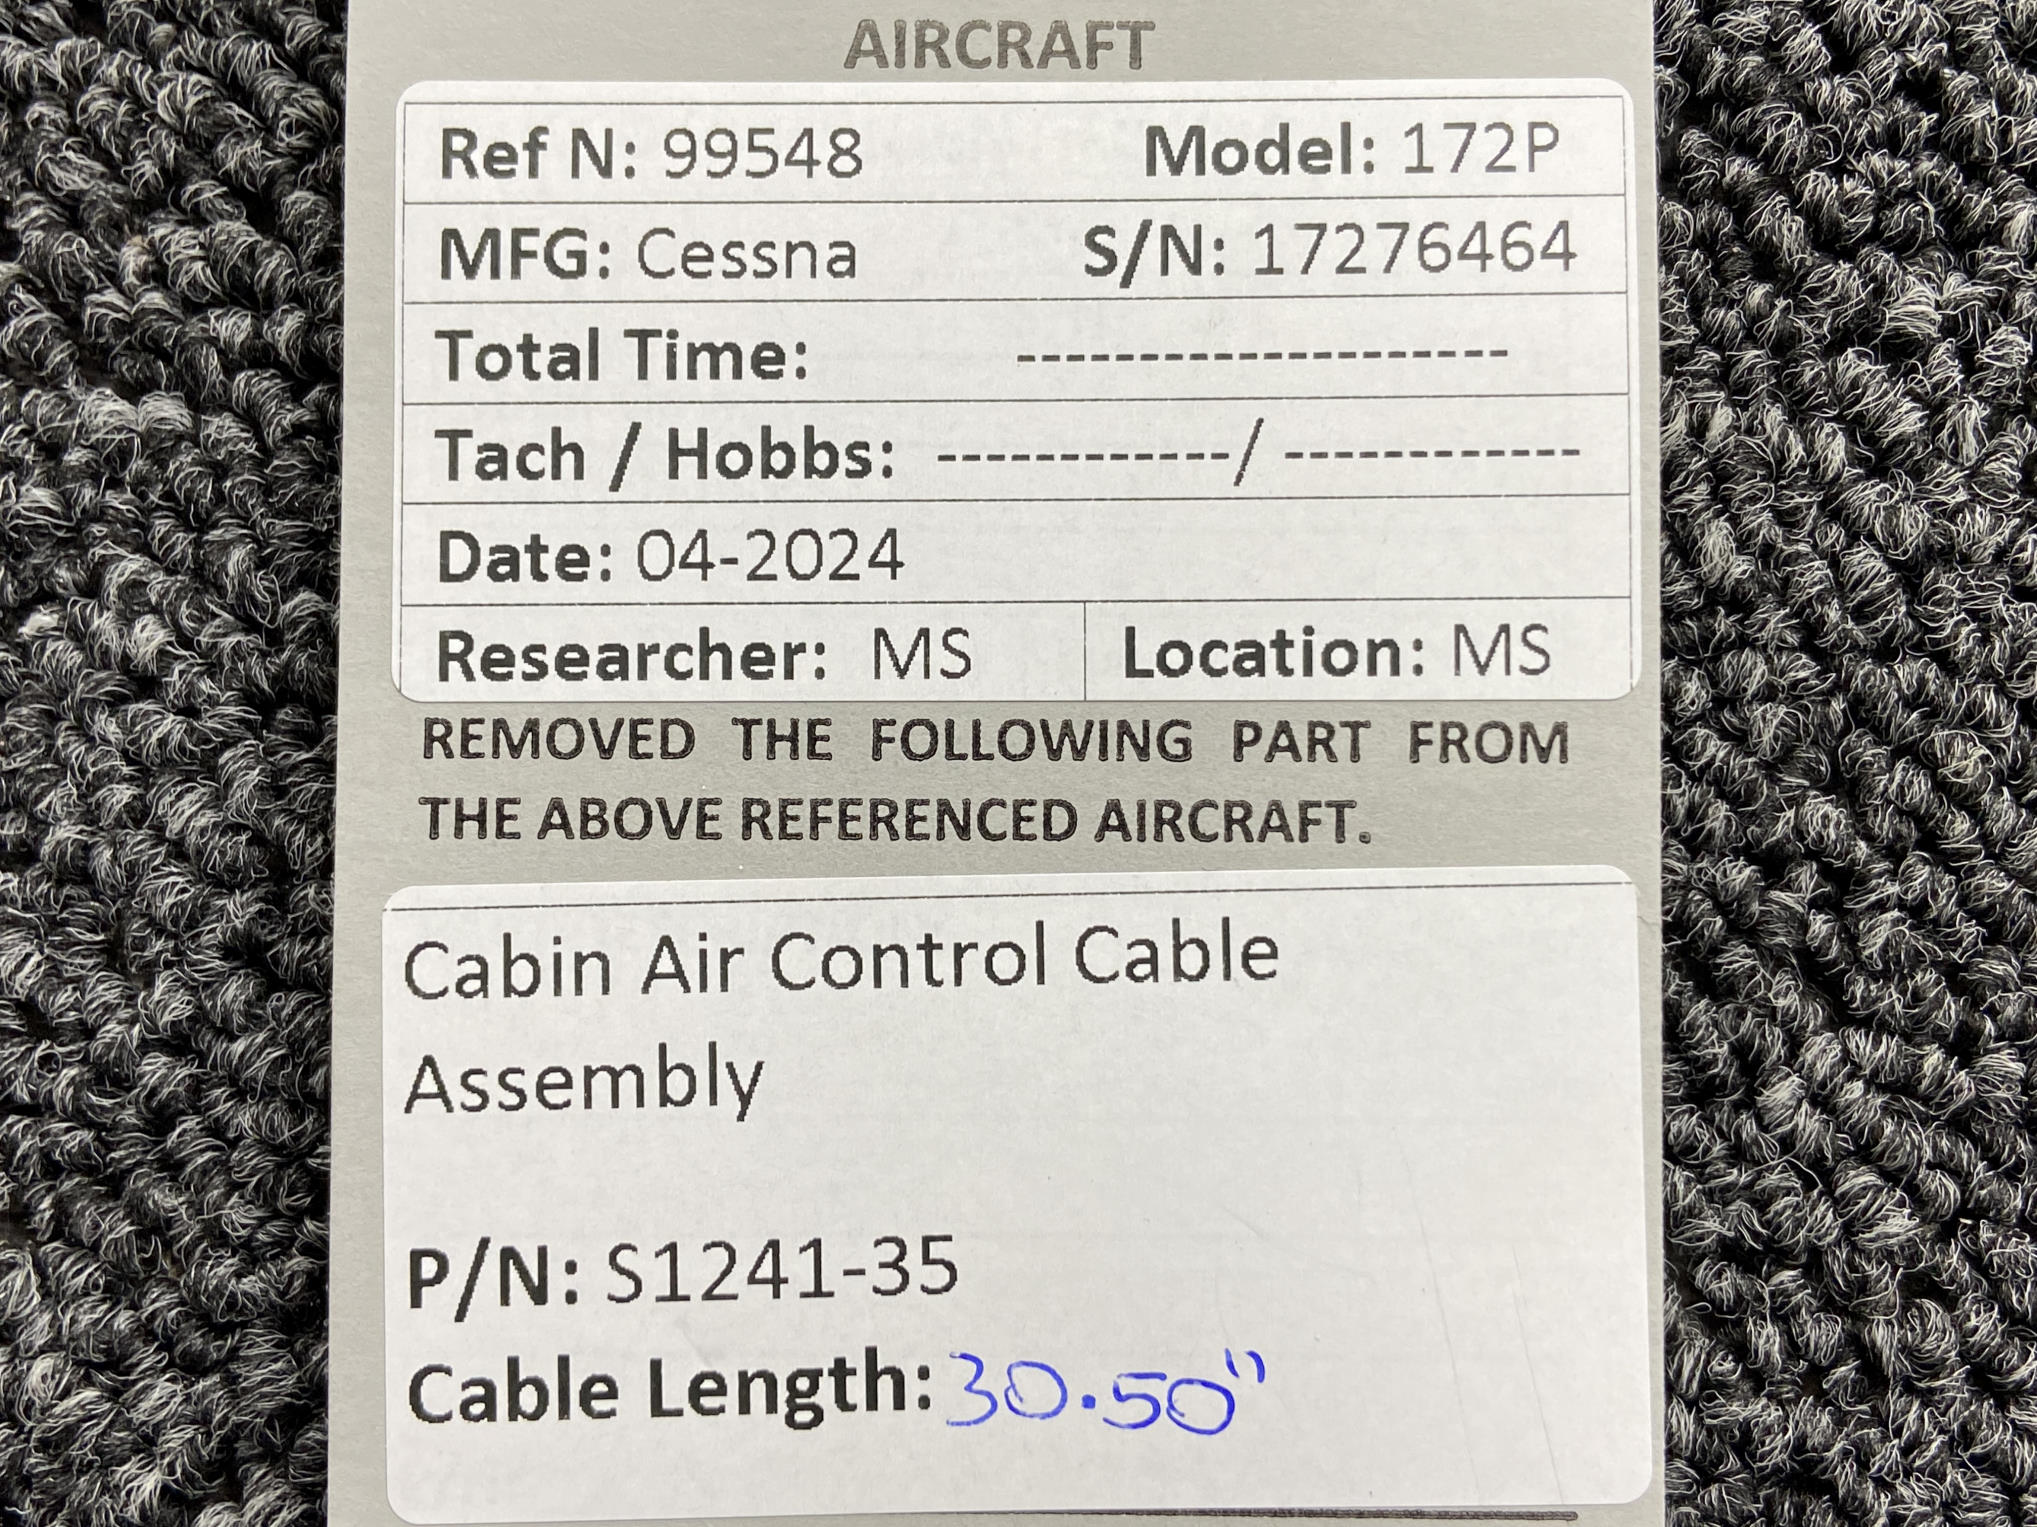 AIRCRAFT
Ref N: 99548 Model: 172P
MFG: Cessna S/N: 17276464
Total Time: --------------------
Tach / Hobbs: ------------/ ------------
Date: 04-2024
Researcher: MS Location: MS
REMOVED THE FOLLOWING PART FROM
THE ABOVE REFERENCED AIRCRAFT.
Cabin Air Control Cable
Assembly
P/N: S1241-35
Cable Length: 30.50"